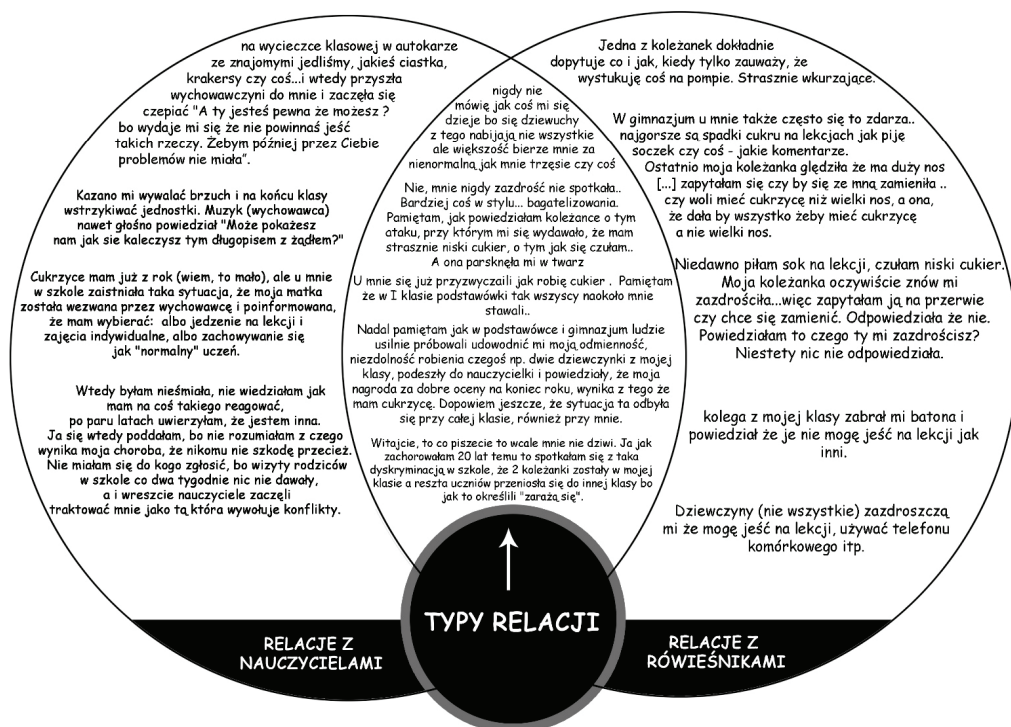 na wycieczce klasowej w autokarze
ze znajomymi jedliśmy, jakieś ciastka,
krakersy czy coś...i wtedy przyszła
wychowawczyni do mnie i zaczęła się
czepiać "A ty jesteś pewna że możesz ?
bo wydaje mi się że nie powinnaś jeść
takich rzeczy. Żebym później przez Ciebie
problemów nie miała".
Kazano mi wywalać brzuch i na końcu klasy
wstrzykiwać jednostki. Muzyk (wychowawca)
nawet głośno powiedział "Może pokażesz
nam jak sie kaleczysz tym długopisem z żądłem?"
Cukrzyce mam już z rok (wiem, to mało), ale u mnie
w szkole zaistniała taka sytuacja, że moja matka
została wezwana przez wychowawcę i poinformowana,
że mam wybierać: albo jedzenie na lekcji i
zajęcia indywidualne, albo zachowywanie się
jak "normalny" uczeń.
Wtedy byłam nieśmiała, nie wiedziałam jak
mam na coś takiego reagować,
po paru latach uwierzyłam, że jestem inna.
Ja się wtedy poddałam, bo nie rozumiałam z czego
wynika moja choroba, że nikomu nie szkodę przecież.
Nie miałam się do kogo zgłosić, bo wizyty rodziców
w szkole co dwa tygodnie nic nie dawały,
a i wreszcie nauczyciele zaczęli
traktować mnie jako tą która wywołuje konflikty.
nigdy nie
mówię jak coś mi się
dzieje bo się dziewuchy
z tego nabijają nie wszystkie
ale większość bierze mnie za
nienormalną jak mnie trzęsie czy coś
Nie, mnie nigdy zazdrość nie spotkała..
Bardziej coś w stylu... bagatelizowania.
Pamiętam, jak powiedziałam koleżance o tym
ataku, przy którym mi się wydawało, że mam
strasznie niski cukier, o tym jak się czułam..
A ona parsknęła mi w twarz
U mnie się już przyzwyczaili jak robię cukier . Pamiętam
że w I klasie podstawówki tak wszyscy naokoło mnie
stawali..
Nadal pamiętam jak w podstawówce i gimnazjum ludzie
usilnie próbowali udowodnić mi moją odmienność,
niezdolność robienia czegoś np. dwie dziewczynki z mojej
klasy, podeszły do nauczycielki i powiedziały, że moja
nagroda za dobre oceny na koniec roku, wynika z tego że
mam cukrzycę. Dopowiem jeszcze, że sytuacja ta odbyła
się przy całej klasie, również przy mnie.
Witajcie, to co piszecie to wcale mnie nie dziwi. Ja jak
zachorowałam 20 lat temu to spotkałam się z taka
dyskryminacją w szkole, że 2 koleżanki zostały w mojej
klasie a reszta uczniów przeniosła się do innej klasy bo
jak to określili "zarażą się".
Jedna z koleżanek dokładnie
dopytuje co i jak, kiedy tylko zauważy, że
wystukuję coś na pompie. Strasznie wkurzające.
W gimnazjum u mnie także często się to zdarza..
najgorsze są spadki cukru na lekcjach jak piję
soczek czy coś - jakie komentarze.
Ostatnio moja koleżanka ględziła że ma duży nos
[...] zapytałam się czy by się ze mną zamieniła ..
czy woli mieć cukrzycę niż wielki nos, a ona,
że dała by wszystko żeby mieć cukrzycę
a nie wielki nos.
Niedawno piłam sok na lekcji, czułam niski cukier.
Moja koleżanka oczywiście znów mi
zazdrościła...więc zapytałam ją na przerwie
czy chce się zamienić. Odpowiedziała że nie.
Powiedziałam to czego ty mi zazdrościsz?
Niestety nic nie odpowiedziała.
kolega z mojej klasy zabrał mi batona i
powiedział że je nie mogę jeść na lekcji jak
inni.
Dziewczyny (nie wszystkie) zazdroszczą
mi że mogę jeść na lekcji, używać telefonu
komórkowego itp.
TYPY RELACJI
RELACJE Z
NAUCZYCIELAMI
RELACJE Z
RÓWIEŚNIKAMI